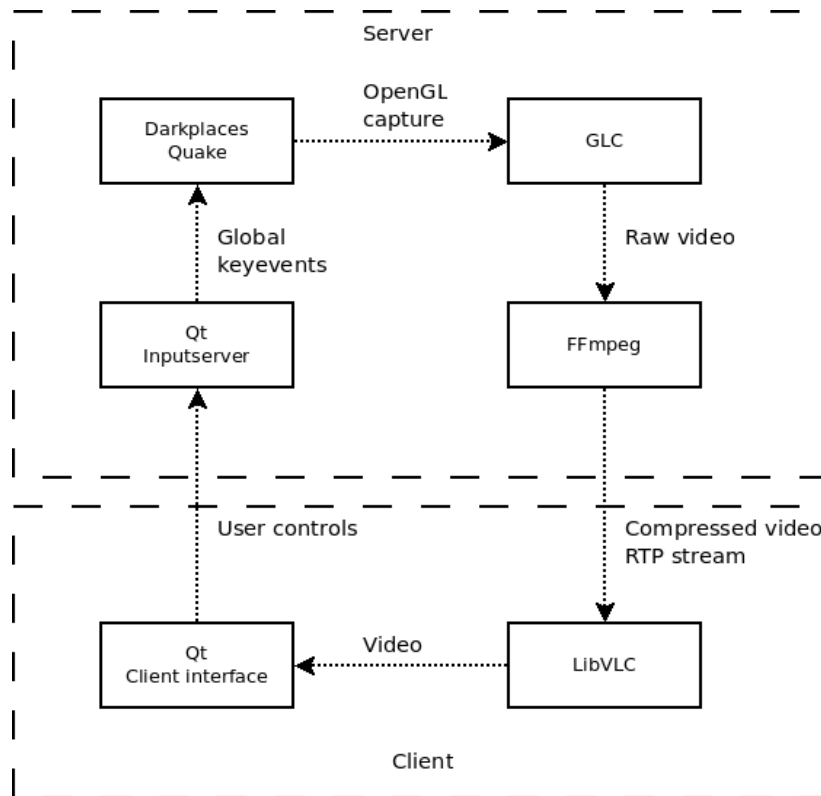 Server
OpenGL
capture
Darkplaces
Quake
GLC
Global
keyevents
Raw video
Qt
Inputserver
FFmpeg
User controls
Compressed video
RTP stream
Qt
Client interface
Video
LibVLC
Client